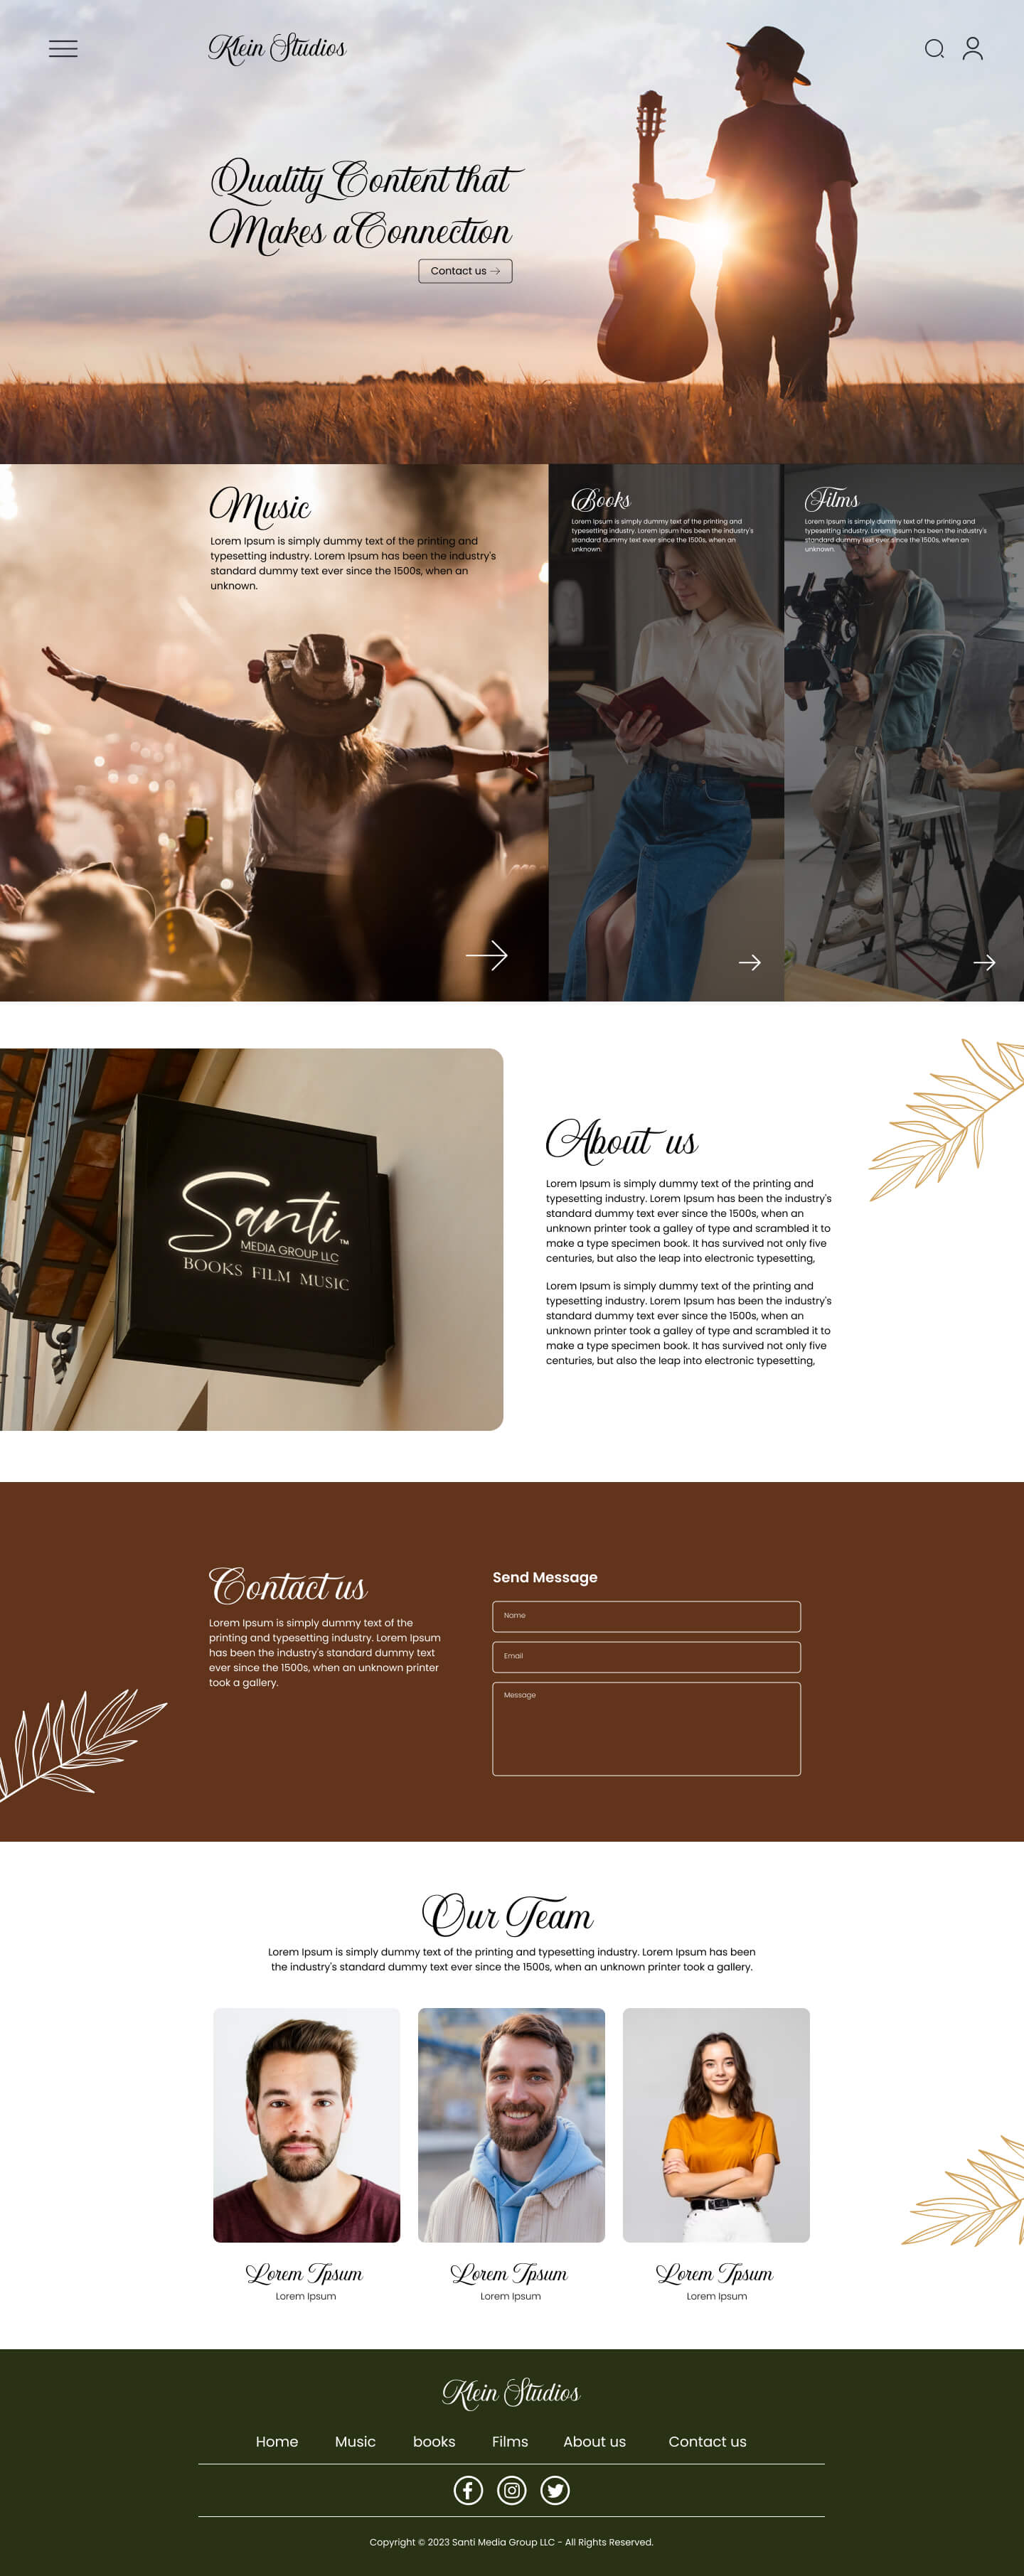 Klein Studios
Quality Content that
Makes a Connection
Contact us
Music
Lorem Ipsum is simply dummy text of the printing and
typesetting industry. Lorem Ipsum has been the industry's
standard dummy text ever since the 1500s, when an
unknown.
Books
Lorem Ipsum is simply dummy text of the printing and
typesetting industry. Lorem Ipsum has been the industry's
standard dummy text ever since the 1500s, when an
unknown.
Films
Lorem Ipsum is simply dummy text of the printing and
typesetting industry. Lorem Ipsum has been the industry's
standard dummy text ever since the 1500s, when an
unknown.
Santi™
MEDIA GROUP LLC
BOOKS FILM MUSIC
About us
Lorem Ipsum is simply dummy text of the printing and
typesetting industry. Lorem Ipsum has been the industry's
standard dummy text ever since the 1500s, when an
unknown printer took a galley of type and scrambled it to
make a type specimen book. It has survived not only five
centuries, but also the leap into electronic typesetting,
Lorem Ipsum is simply dummy text of the printing and
typesetting industry. Lorem Ipsum has been the industry's
standard dummy text ever since the 1500s, when an
unknown printer took a galley of type and scrambled it to
make a type specimen book. It has survived not only five
centuries, but also the leap into electronic typesetting,
Contact us
Lorem Ipsum is simply dummy text of the
printing and typesetting industry. Lorem Ipsum
has been the industry's standard dummy text
ever since the 1500s, when an unknown printer
took a gallery.
Send Message
Name
Email
Message
Our Team
Lorem Ipsum is simply dummy text of the printing and typesetting industry. Lorem Ipsum has been
the industry's standard dummy text ever since the 1500s, when an unknown printer took a gallery.
Lorem Ipsum
Lorem Ipsum
Lorem Ipsum
Lorem Ipsum
Lorem Ipsum
Lorem Ipsum
Klein Studios
Home Music books Films About us Contact us
Copyright © 2023 Santi Media Group LLC - All Rights Reserved.